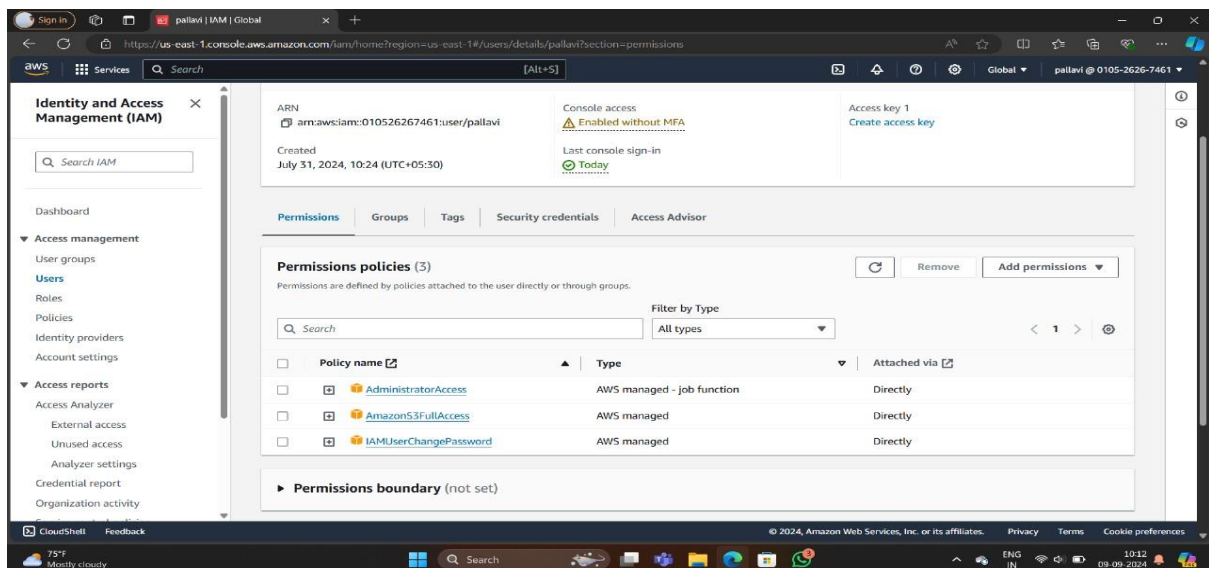 Sign in
pallavi | IAM | Global
https://us-east-1.console.aws.amazon.com/iam/home?region=us-east-1#/users/details/pallavi?section=permissions
aws
Services
Search
[Alt+S]
Global
pallavi @ 0105-2626-7461
Identity and Access
Management (IAM)
Search IAM
Dashboard
Access management
User groups
Users
Roles
Policies
Identity providers
Account settings
Access reports
Access Analyzer
External access
Unused access
Analyzer settings
Credential report
Organization activity
ARN
arn:aws:iam::010526267461:user/pallavi
Created
July 31, 2024, 10:24 (UTC+05:30)
Console access
Enabled without MFA
Last console sign-in
Today
Access key 1
Create access key
Permissions
Groups
Tags
Security credentials
Access Advisor
Permissions policies (3)
Remove
Add permissions
Permissions are defined by policies attached to the user directly or through groups.
Filter by Type
Search
All types
1
Policy name
Type
Attached via
AdministratorAccess
AWS managed - job function
Directly
AmazonS3FullAccess
AWS managed
Directly
IAMUserChangePassword
AWS managed
Directly
Permissions boundary (not set)
CloudShell
Feedback
© 2024, Amazon Web Services, Inc. or its affiliates.
Privacy
Terms
Cookie preferences
75°F
Mostly cloudy
Search
ENG
IN
10:12
09-09-2024